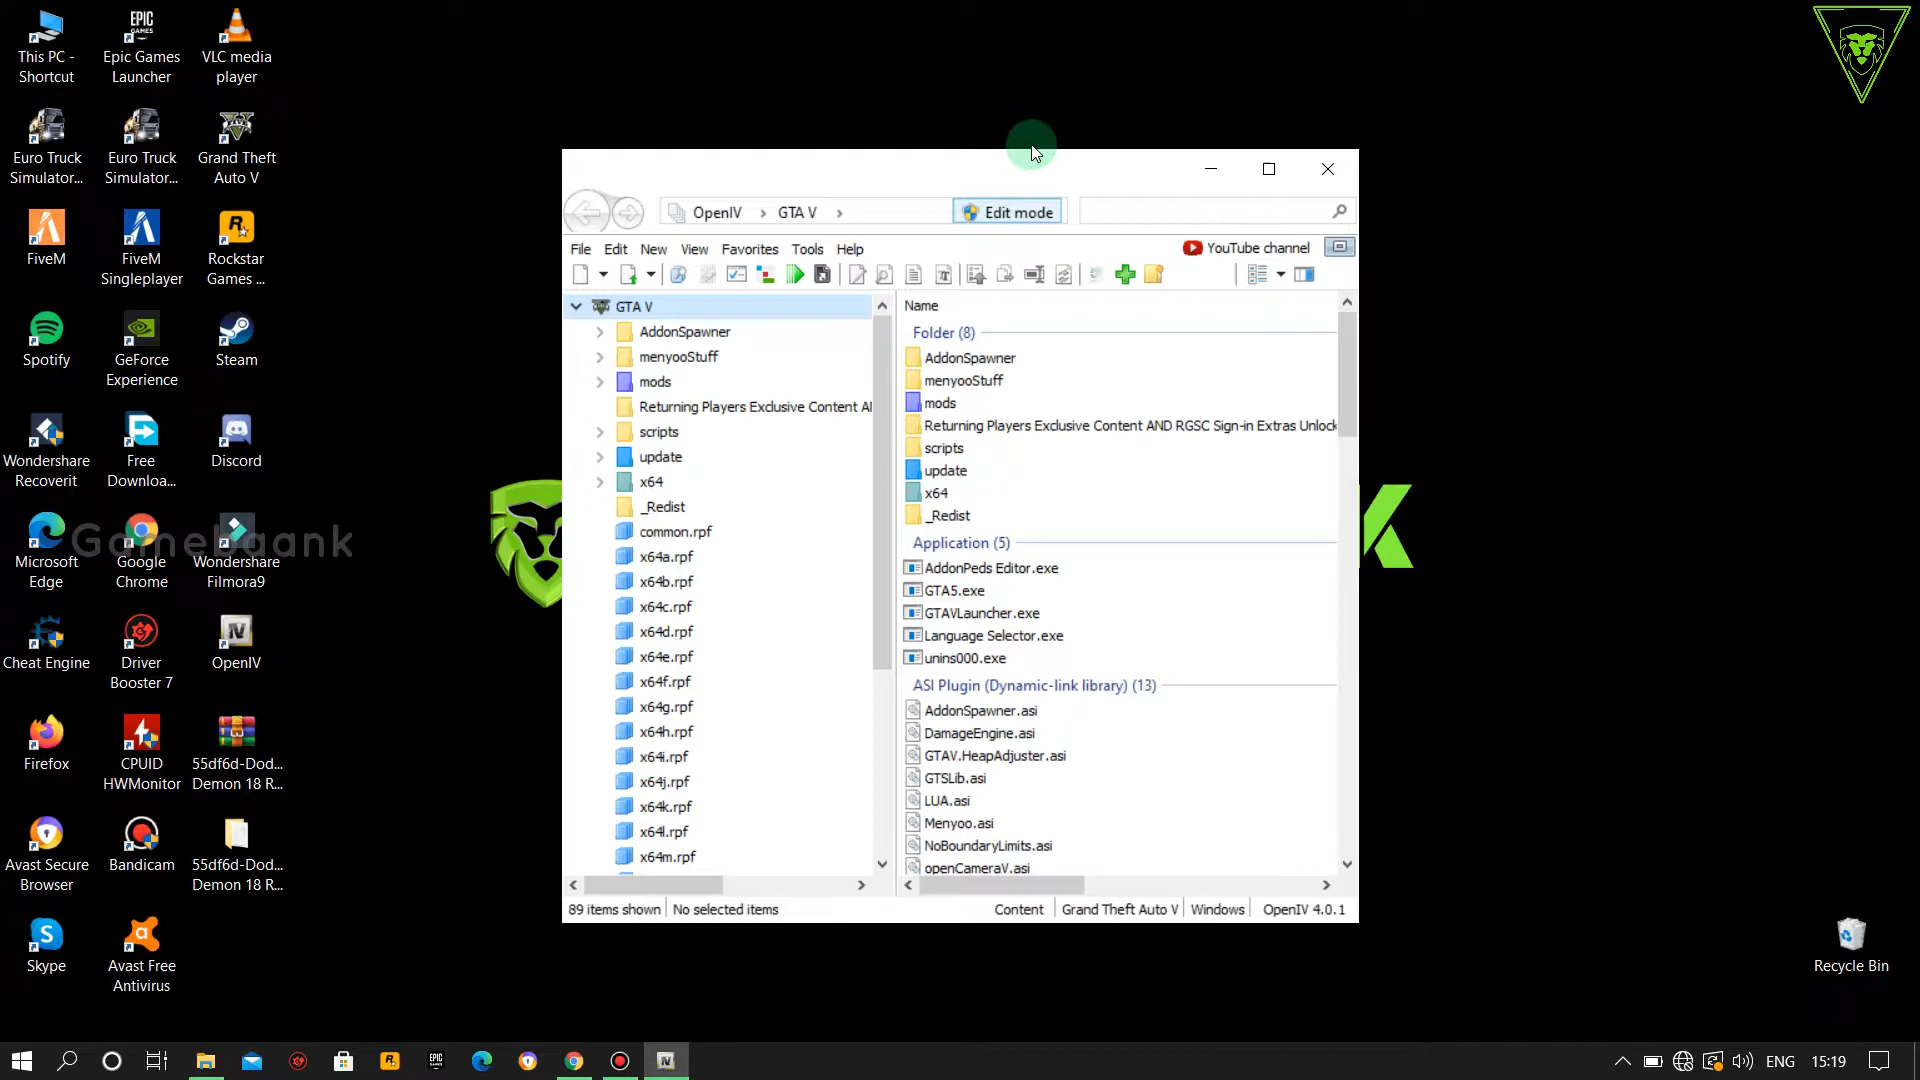 This PC -
Shortcut
EPIC
GAMES
Epic Games
Launcher
VLC media
player
Euro Truck
Simulator...
Euro Truck
Simulator...
Grand Theft
Auto V
FiveM
FiveM
Singleplayer
Rockstar
Games ...
Spotify
GeForce
Experience
Steam
Wondershare
Recoverit
Free
Downloa...
Discord
Microsoft
Edge
Google
Chrome
Wondershare
Filmora9
Gamebaank
Cheat Engine
Driver
Booster 7
OpenIV
Firefox
CPUID
HWMonitor
55df6d-Dod...
Demon 18 R...
Avast Secure
Browser
Bandicam
55df6d-Dod...
Demon 18 R...
Skype
Avast Free
Antivirus
K
OpenIV > GTA V >
Edit mode
File Edit New View Favorites Tools Help
YouTube channel
GTA V
AddonSpawner
menyooStuff
mods
Returning Players Exclusive Content
scripts
update
x64
_Redist
common.rpf
x64a.rpf
x64b.rpf
x64c.rpf
x64d.rpf
x64e.rpf
x64f.rpf
x64g.rpf
x64h.rpf
x64i.rpf
x64j.rpf
x64k.rpf
x64l.rpf
x64m.rpf
Name
Folder (8)
AddonSpawner
menyooStuff
mods
Returning Players Exclusive Content AND RGSC Sign-in Extras Unlock
scripts
update
x64
_Redist
Application (5)
AddonPeds Editor.exe
GTA5.exe
GTAVLauncher.exe
Language Selector.exe
unins000.exe
ASI Plugin (Dynamic-link library) (13)
AddonSpawner.asi
DamageEngine.asi
GTAV.HeapAdjuster.asi
GTSLib.asi
LUA.asi
Menyoo.asi
NoBoundaryLimits.asi
openCameraV.asi
89 items shown
No selected items
Content
Grand Theft Auto V
Windows
OpenIV 4.0.1
Recycle Bin
ENG
15:19